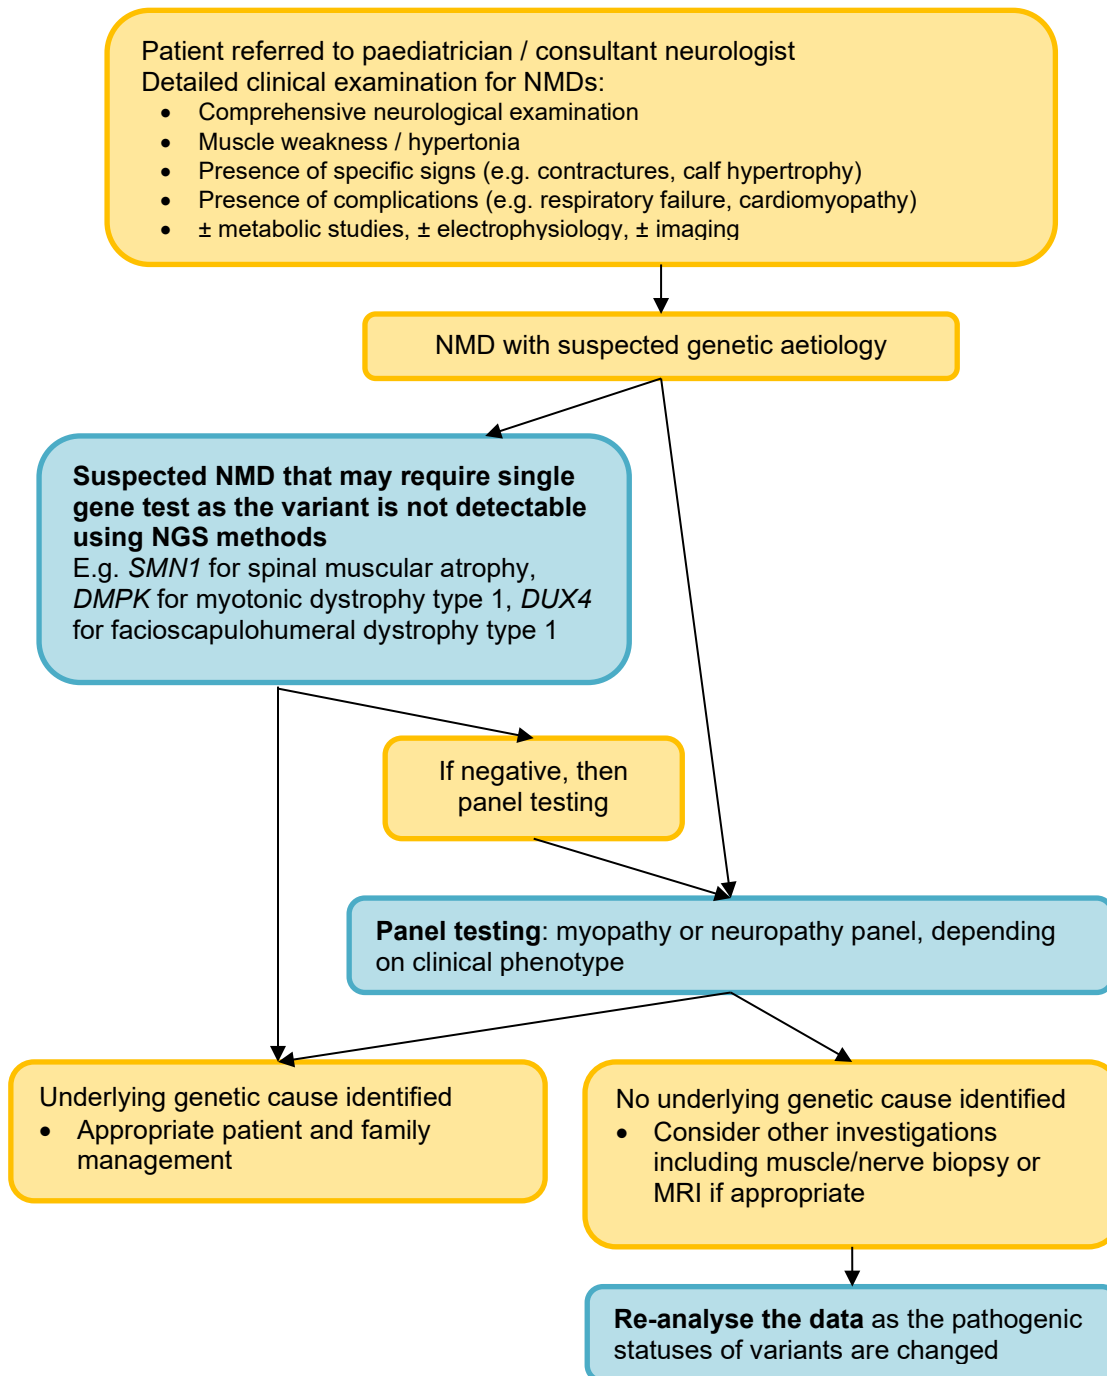 Patient referred to paediatrician / consultant neurologist
Detailed clinical examination for NMDs:
• Comprehensive neurological examination
• Muscle weakness / hypertonia
• Presence of specific signs (e.g. contractures, calf hypertrophy)
• Presence of complications (e.g. respiratory failure, cardiomyopathy)
• ± metabolic studies, ± electrophysiology, ± imaging
NMD with suspected genetic aetiology
Suspected NMD that may require single
gene test as the variant is not detectable
using NGS methods
E.g. SMN1 for spinal muscular atrophy,
DMPK for myotonic dystrophy type 1, DUX4
for facioscapulohumeral dystrophy type 1
If negative, then
panel testing
Panel testing: myopathy or neuropathy panel, depending
on clinical phenotype
Underlying genetic cause identified
• Appropriate patient and family
management
No underlying genetic cause identified
• Consider other investigations
including muscle/nerve biopsy or
MRI if appropriate
Re-analyse the data as the pathogenic
statuses of variants are changed